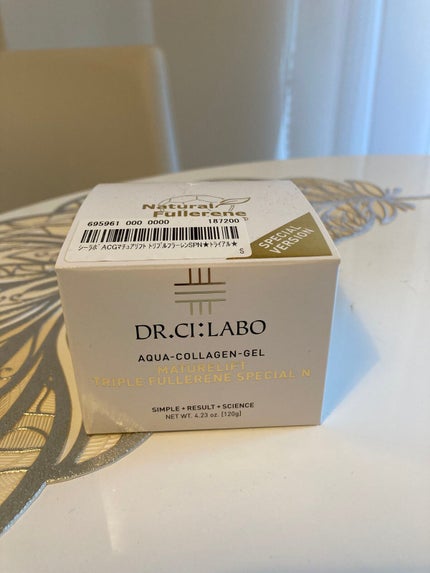 Natural
Fullerene
695961 000 0000 187200
シーラボACGマチュアリフト トリプルフラーレンSPN★トライアル★
S
SPECIAL
VERSION
DR.CI:LABO
AQUA-COLLAGEN-GEL
MATURELIFT
TRIPLE FULLERENE SPECIAL N
SIMPLE + RESULT + SCIENCE
NET WT. 4.23 oz. [120g]